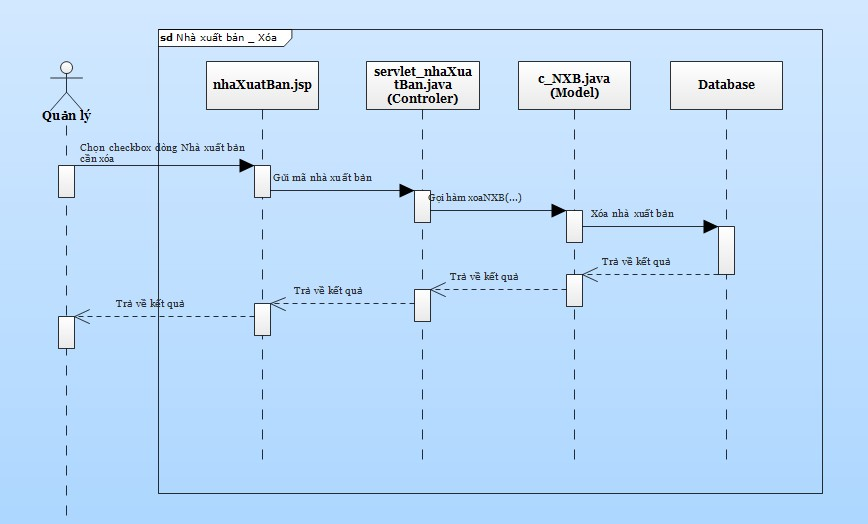 sd Nhà xuất bản _ Xóa
Quản lý
nhaXuatBan.jsp
servlet_nhaXua
tBan.java
(Controler)
c_NXB.java
(Model)
Database
Chọn checkbox dòng Nhà xuất bản
cần xóa
Gửi mã nhà xuất bản
Gọi hàm xoaNXB(...)
Xóa nhà xuất bản
Trả về kết quả
Trả về kết quả
Trả về kết quả
Trả về kết quả